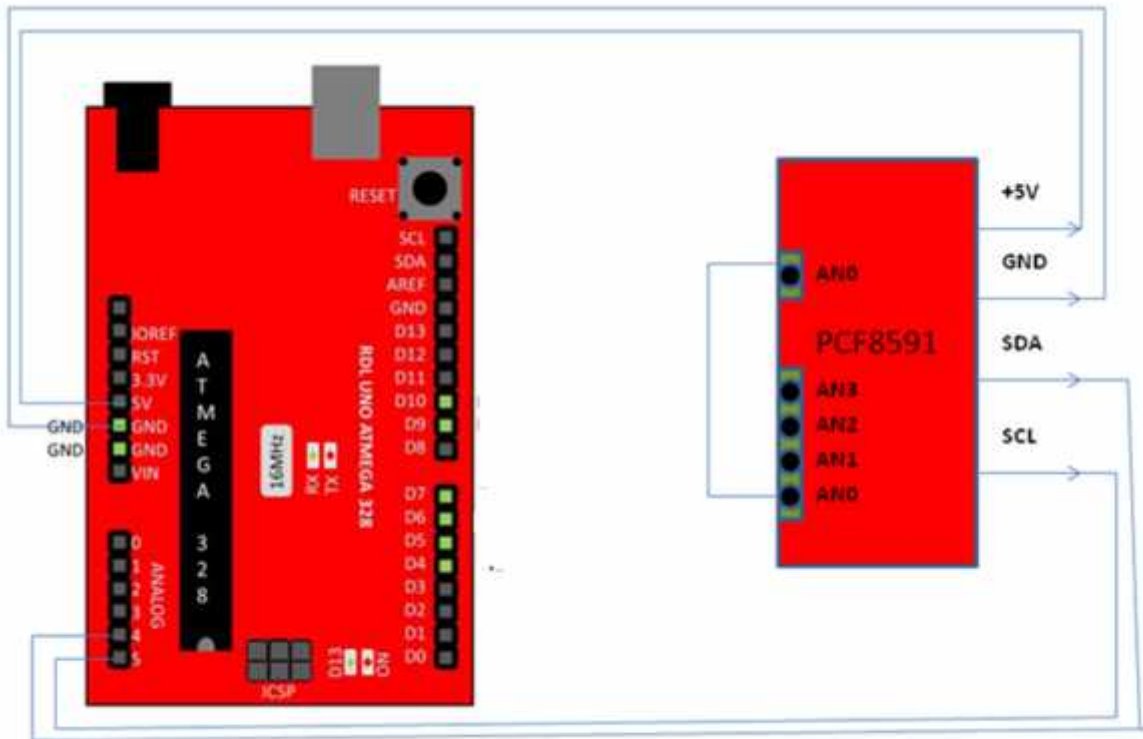 RESET
SCL
SDA
AREF
GND
D13
D12
D11
D10
D9
D8
D7
D6
D5
D4
D3
D2
D1
D0
IOREF
RST
3.3V
5V
GND GND
GND GND
VIN
0
1
2
3
4
5
ANALOG
ATMEGA 328
16MHz
RX
TX
RDL UNO ATMEGA 328
D13
ON
ICSP
AN0
PCF8591
AN3
AN2
AN1
AN0
+5V
GND
SDA
SCL